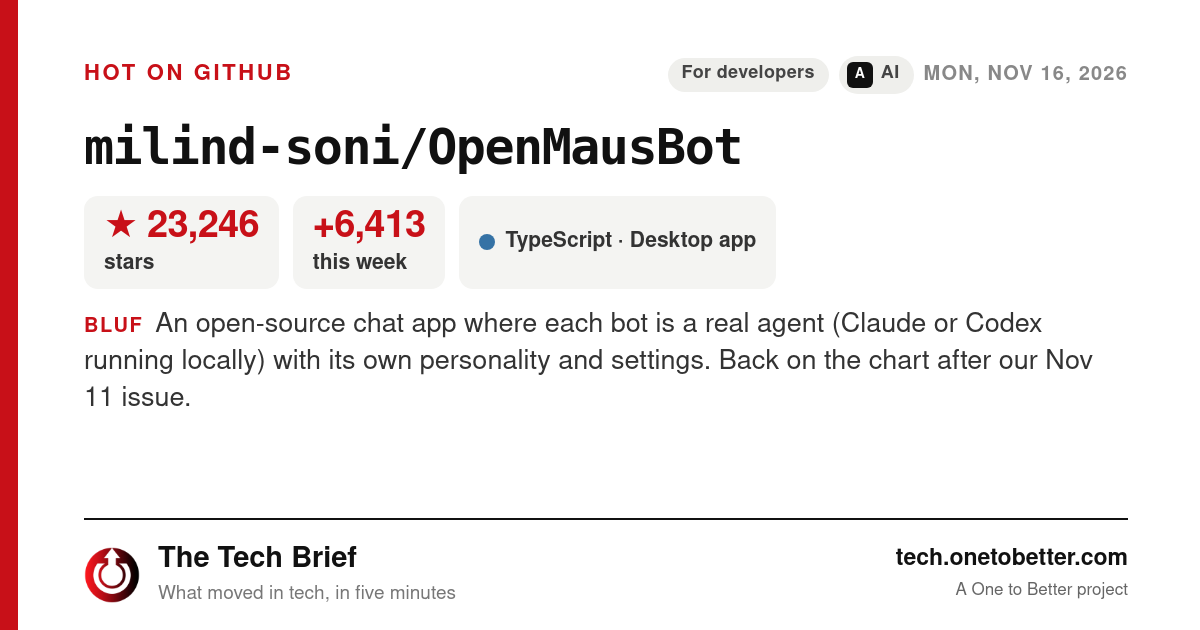 HOT ON GITHUB
For developers
A AI
MON, NOV 16, 2026
milind-soni/OpenMausBot
★ 23,246
stars
+6,413
this week
TypeScript · Desktop app
BLUF An open-source chat app where each bot is a real agent (Claude or Codex
running locally) with its own personality and settings. Back on the chart after our Nov
11 issue.
The Tech Brief
What moved in tech, in five minutes
tech.onetobetter.com
A One to Better project